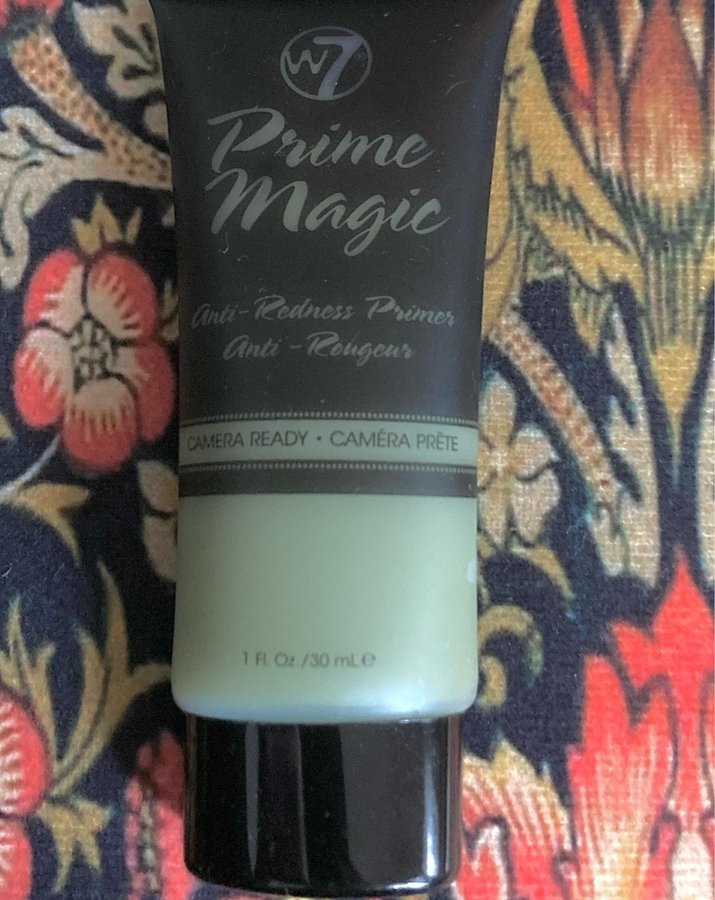 W7
Prime
Magic
Anti-Redness Primer
Anti-Rougeur
CAMERA READY • CAMÉRA PRÊTE
1 Fl. Oz./30 mL℮